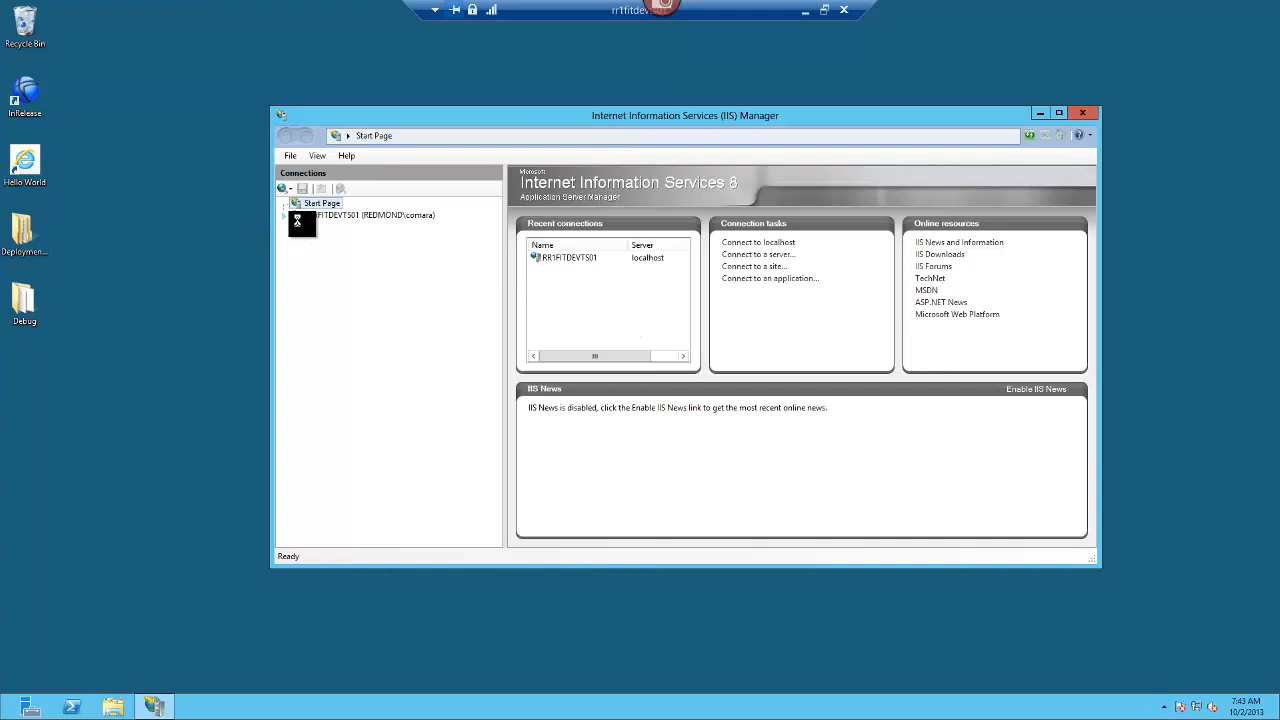 rr1fitdev
Recycle Bin
InRelease
Hello World
Deploymen...
Debug
Internet Information Services (IIS) Manager
Start Page
File View Help
Connections
Start Page
IFITDEVTS01 (REDMOND\comara)
Microsoft
Internet Information Services 8
Application Server Manager
Recent connections
Name Server
RR1FITDEVTS01 localhost
Connection tasks
Connect to localhost
Connect to a server...
Connect to a site...
Connect to an application...
Online resources
IIS News and Information
IIS Downloads
IIS Forums
TechNet
MSDN
ASP.NET News
Microsoft Web Platform
IIS News Enable IIS News
IIS News is disabled, click the Enable IIS News link to get the most recent online news.
Ready
7:43 AM
10/2/2013